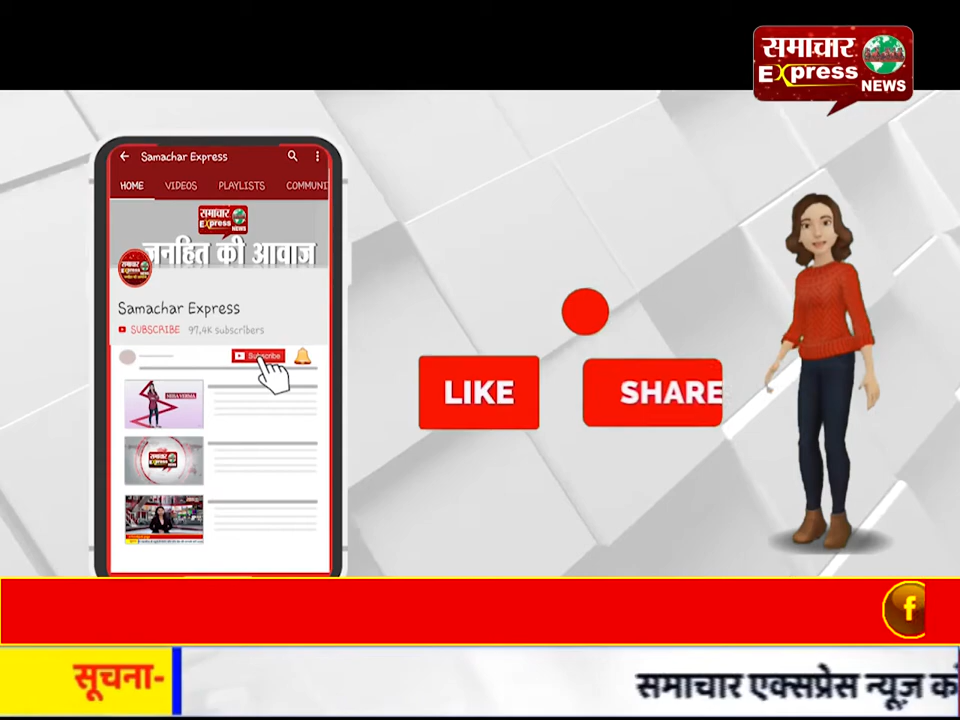 समाचार
Express
NEWS
Samachar Express
HOME VIDEOS PLAYLISTS COMMUNI
समाचार
Express
NEWS
जनहित की आवाज
Samachar Express
SUBSCRIBE 97.4K subscribers
Subscribe
LIKE
SHARE
f
सूचना-
समाचार एक्सप्रेस न्यूज़ को